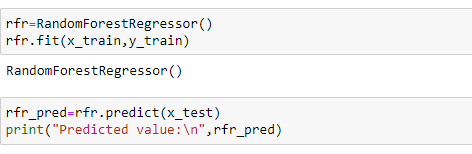 rfr=RandomForestRegressor()
rfr.fit(x_train,y_train)
RandomForestRegressor()
rfr_pred=rfr.predict(x_test)
print("Predicted value:\n",rfr_pred)